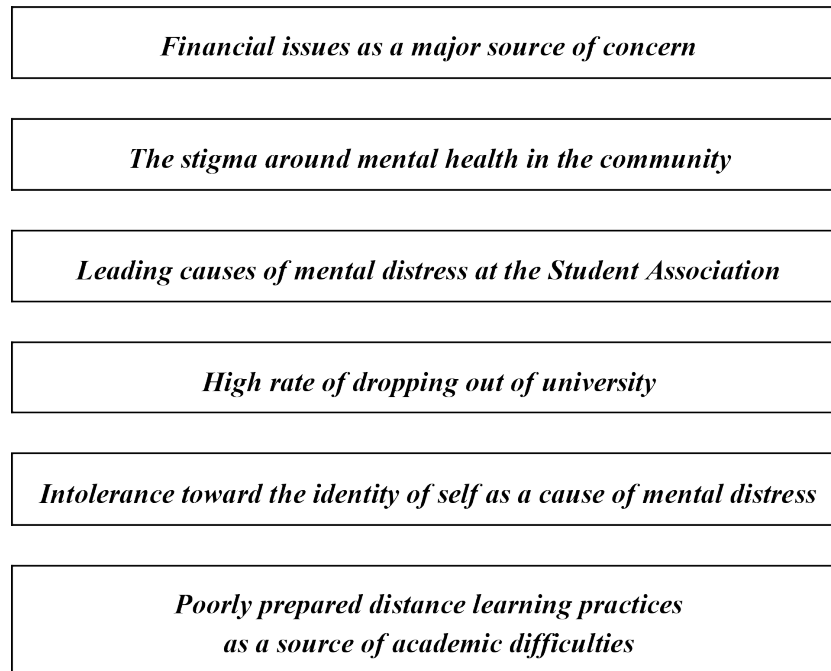 Financial issues as a major source of concern
The stigma around mental health in the community
Leading causes of mental distress at the Student Association
High rate of dropping out of university
Intolerance toward the identity of self as a cause of mental distress
Poorly prepared distance learning practices
as a source of academic difficulties